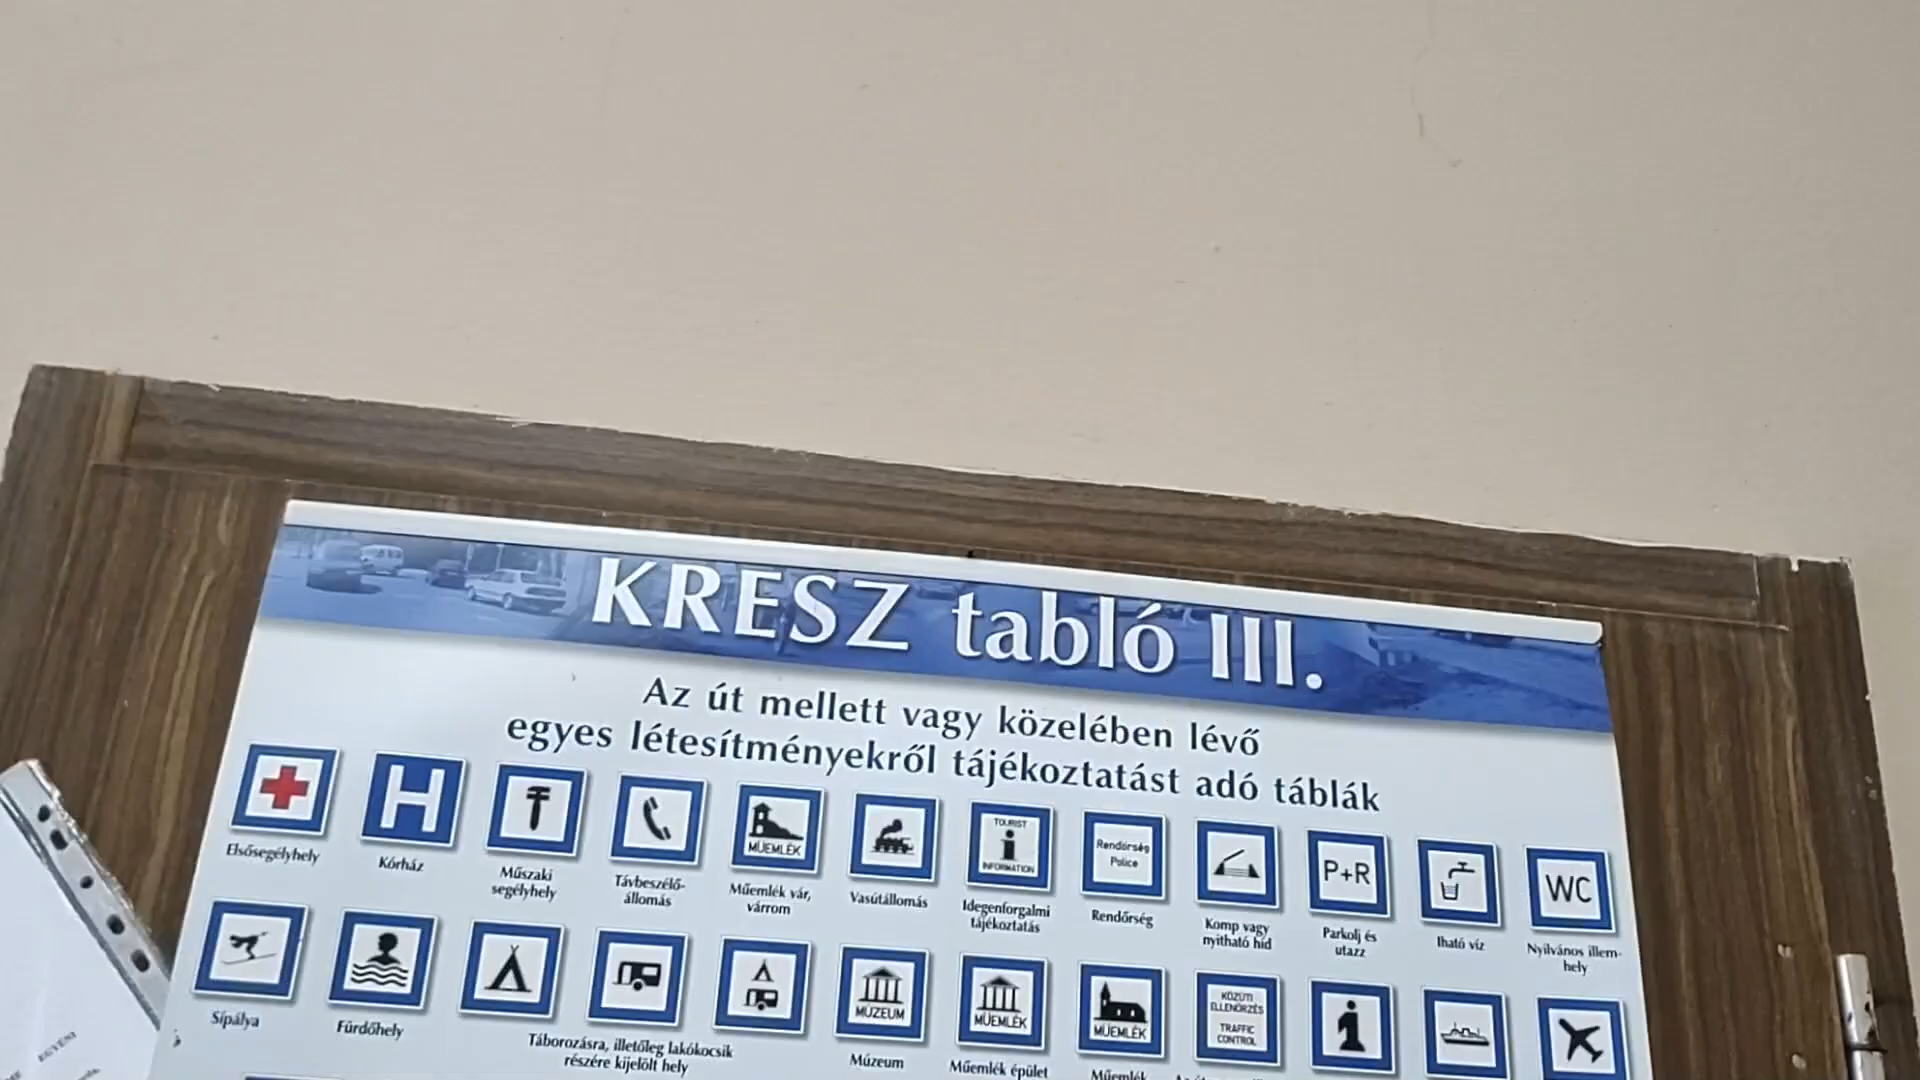 KRESZ tabló III.
Az út mellett vagy közelében lévő
egyes létesítményekről tájékoztatást adó táblák
Elsősegélyhely
H
Kórház
Műszaki
segélyhely
Távbeszélő-
állomás
MŰEMLÉK
Műemlék vár,
várrom
Vasútállomás
TOURIST
INFORMATION
Idegenforgalmi
tájékoztatás
Rendőrség
Police
Rendőrség
Komp vagy
nyitható híd
P+R
Parkolj és
utazz
Iható víz
WC
Nyilvános illem-
hely
Sípálya
Fürdőhely
Táborozásra, illetőleg lakókocsik
részére kijelölt hely
MÚZEUM
Múzeum
MŰEMLÉK
Műemlék épület
MŰEMLÉK
Műemlék
KÖZÚTI
ELLENŐRZÉS
TRAFFIC
CONTROL
EGYÉNI